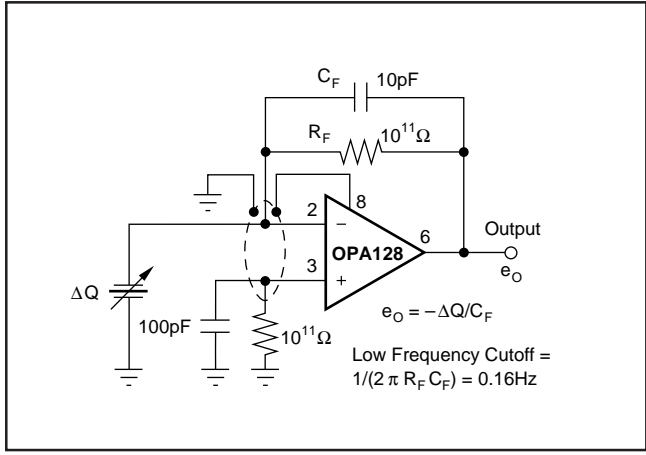 C_F 10pF
R_F 10^11Ω
8
2
−
OPA128
6
Output
e_O
3
+
ΔQ
100pF
10^11Ω
e_O = −ΔQ/C_F
Low Frequency Cutoff =
1/(2 π R_F C_F) = 0.16Hz